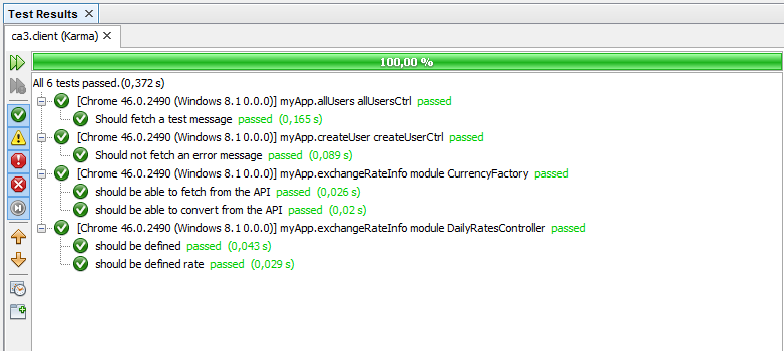 Test Results
ca3.client (Karma)
100,00 %
All 6 tests passed.(0,372 s)
[Chrome 46.0.2490 (Windows 8.1 0.0.0)] myApp.allUsers allUsersCtrl passed
Should fetch a test message passed (0,165 s)
[Chrome 46.0.2490 (Windows 8.1 0.0.0)] myApp.createUser createUserCtrl passed
Should not fetch an error message passed (0,089 s)
[Chrome 46.0.2490 (Windows 8.1 0.0.0)] myApp.exchangeRateInfo module CurrencyFactory passed
should be able to fetch from the API passed (0,026 s)
should be able to convert from the API passed (0,02 s)
[Chrome 46.0.2490 (Windows 8.1 0.0.0)] myApp.exchangeRateInfo module DailyRatesController passed
should be defined passed (0,043 s)
should be defined rate passed (0,029 s)